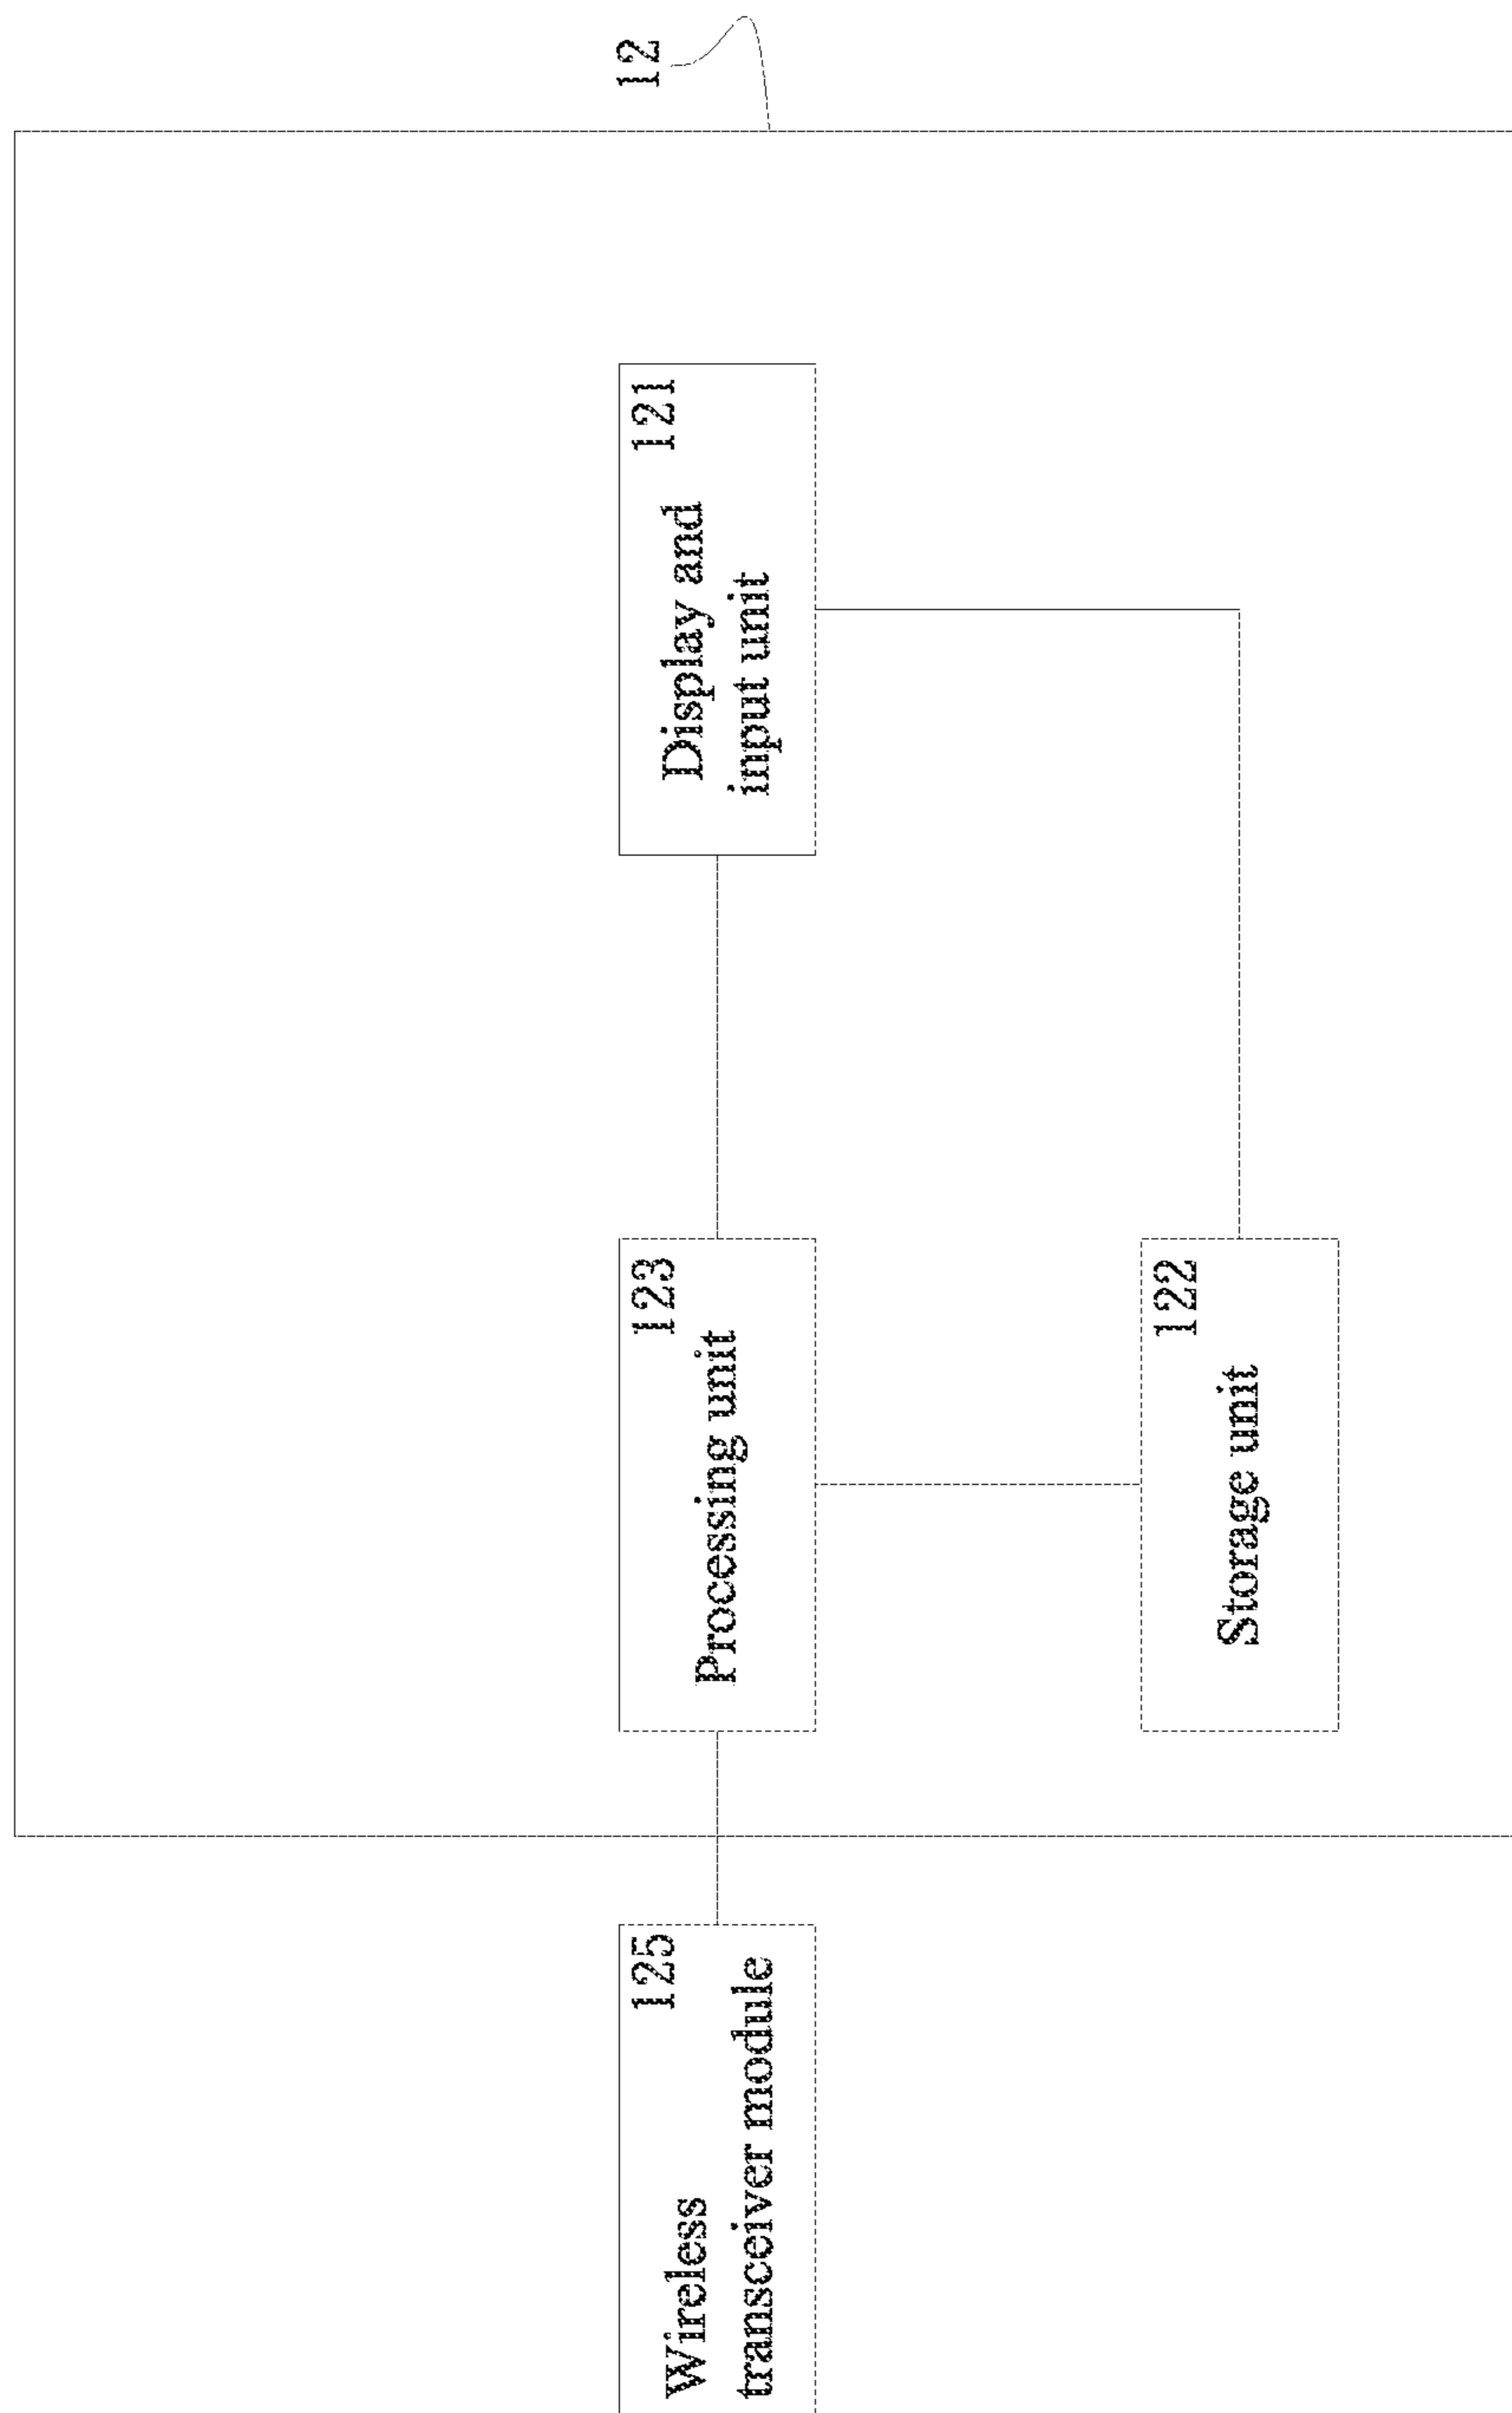 125
Wireless
transceiver module
123
Processing unit
121
Display and
input unit
12
122
Storage unit